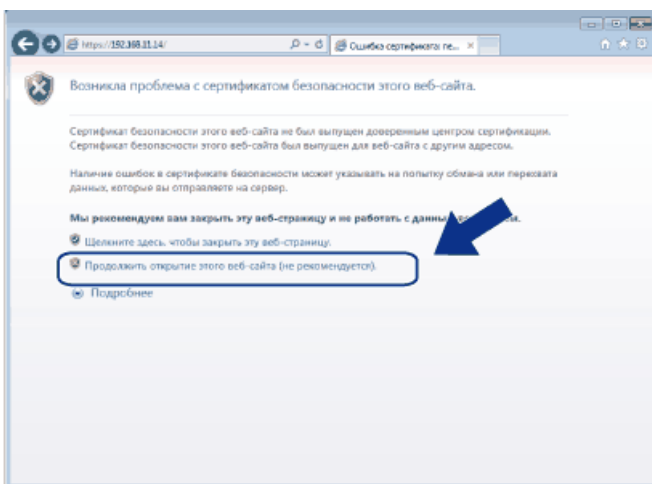 https://192.168.11.14/
Ошибка сертификата: пе...
Возникла проблема с сертификатом безопасности этого веб-сайта.
Сертификат безопасности этого веб-сайта не был выпущен доверенным центром сертификации.
Сертификат безопасности этого веб-сайта был выпущен для веб-сайта с другим адресом.
Наличие ошибок в сертификате безопасности может указывать на попытку обмана или перехвата
данных, которые вы отправляете на сервер.
Мы рекомендуем вам закрыть эту веб-страницу и не работать с данным
Щелкните здесь, чтобы закрыть эту веб-страницу.
Продолжить открытие этого веб-сайта (не рекомендуется).
Подробнее